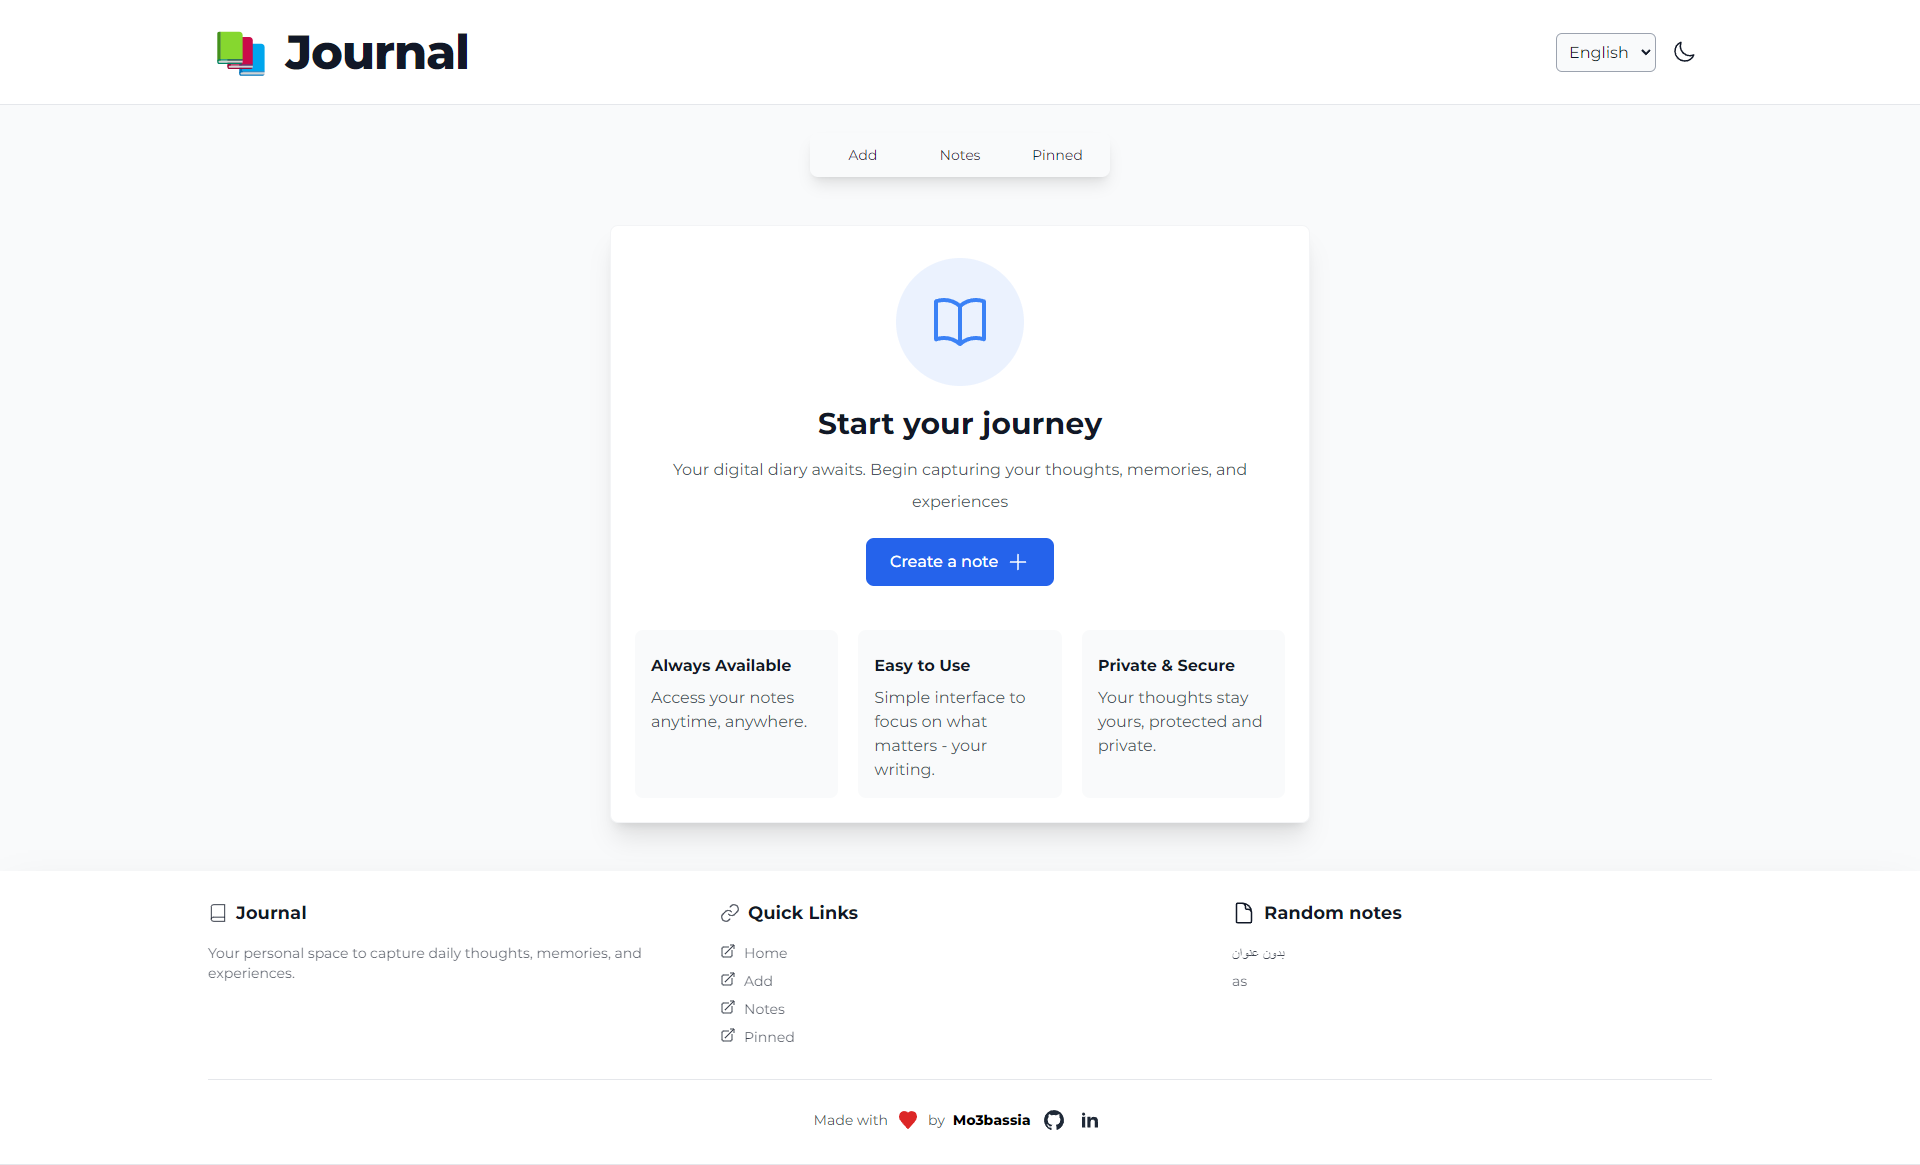 Journal
English
Add
Notes
Pinned
Start your journey
Your digital diary awaits. Begin capturing your thoughts, memories, and
experiences
Create a note
Always Available
Access your notes
anytime, anywhere.
Easy to Use
Simple interface to
focus on what
matters - your
writing.
Private & Secure
Your thoughts stay
yours, protected and
private.
Journal
Your personal space to capture daily thoughts, memories, and
experiences.
Quick Links
Home
Add
Notes
Pinned
Random notes
بدون عنوان
as
Made with by Mo3bassia